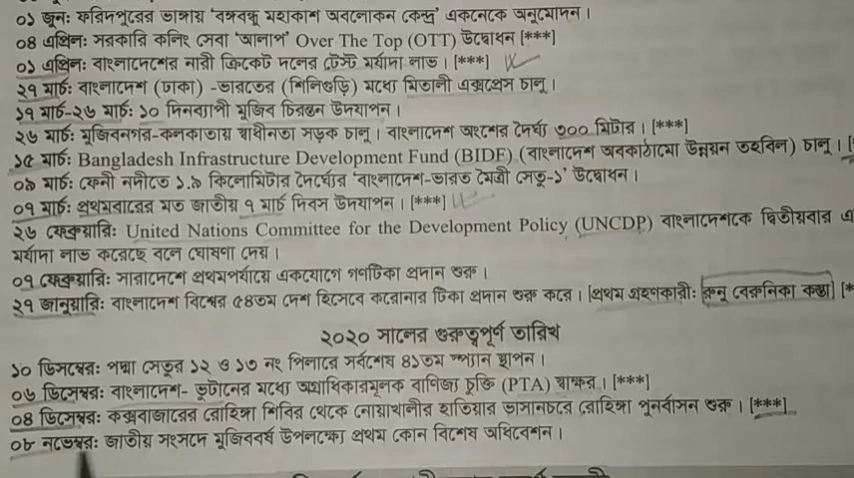 ০১ জুন: ফরিদপুরের ভাঙ্গায় ‘বঙ্গবন্ধু মহাকাশ অবলোকন কেন্দ্র’ একনেকে অনুমোদন।
০৪ এপ্রিল: সরকারি কলিং সেবা ‘আলাপ’ Over The Top (OTT) উদ্বোধন [***]
০১ এপ্রিল: বাংলাদেশের নারী ক্রিকেট দলের টেস্ট মর্যাদা লাভ। [***]
২৭ মার্চ: বাংলাদেশ (ঢাকা) -ভারতের (শিলিগুড়ি) মধ্যে মিতালী এক্সপ্রেস চালু।
১৭ মার্চ-২৬ মার্চ: ১০ দিনব্যাপী মুজিব চিরন্তন উদযাপন।
২৬ মার্চ: মুজিবনগর-কলকাতায় স্বাধীনতা সড়ক চালু। বাংলাদেশ অংশের দৈর্ঘ্য ৩০০ মিটার। [***]
১৫ মার্চ: Bangladesh Infrastructure Development Fund (BIDF) (বাংলাদেশ অবকাঠামো উন্নয়ন তহবিল) চালু। [
০৯ মার্চ: ফেনী নদীতে ১.৯ কিলোমিটার দৈর্ঘ্যের ‘বাংলাদেশ-ভারত মৈত্রী সেতু-১’ উদ্বোধন।
০৭ মার্চ: প্রথমবারের মত জাতীয় ৭ মার্চ দিবস উদযাপন। [***]
২৬ ফেব্রুয়ারি: United Nations Committee for the Development Policy (UNCDP) বাংলাদেশকে দ্বিতীয়বার এ
মর্যাদা লাভ করেছে বলে ঘোষণা দেয়।
০৭ ফেব্রুয়ারি: সারাদেশে প্রথমপর্যায়ে একযোগে গণটিকা প্রদান শুরু।
২৭ জানুয়ারি: বাংলাদেশ বিশ্বের ৫৪তম দেশ হিসেবে করোনার টিকা প্রদান শুরু করে। [প্রথম গ্রহণকারী: রুনু বেরুনিকা কস্তা] [*
২০২০ সালের গুরুত্বপূর্ণ তারিখ
১০ ডিসেম্বর: পদ্মা সেতুর ১২ ও ১৩ নং পিলারে সর্বশেষ ৪১তম স্প্যান স্থাপন।
০৬ ডিসেম্বর: বাংলাদেশ- ভুটানের মধ্যে অগ্রাধিকারমূলক বাণিজ্য চুক্তি (PTA) স্বাক্ষর। [***]
০৪ ডিসেম্বর: কক্সবাজারের রোহিঙ্গা শিবির থেকে নোয়াখালীর হাতিয়ার ভাসানচরে রোহিঙ্গা পুনর্বাসন শুরু। [***]
০৮ নভেম্বর: জাতীয় সংসদে মুজিববর্ষ উপলক্ষ্যে প্রথম কোন বিশেষ অধিবেশন।